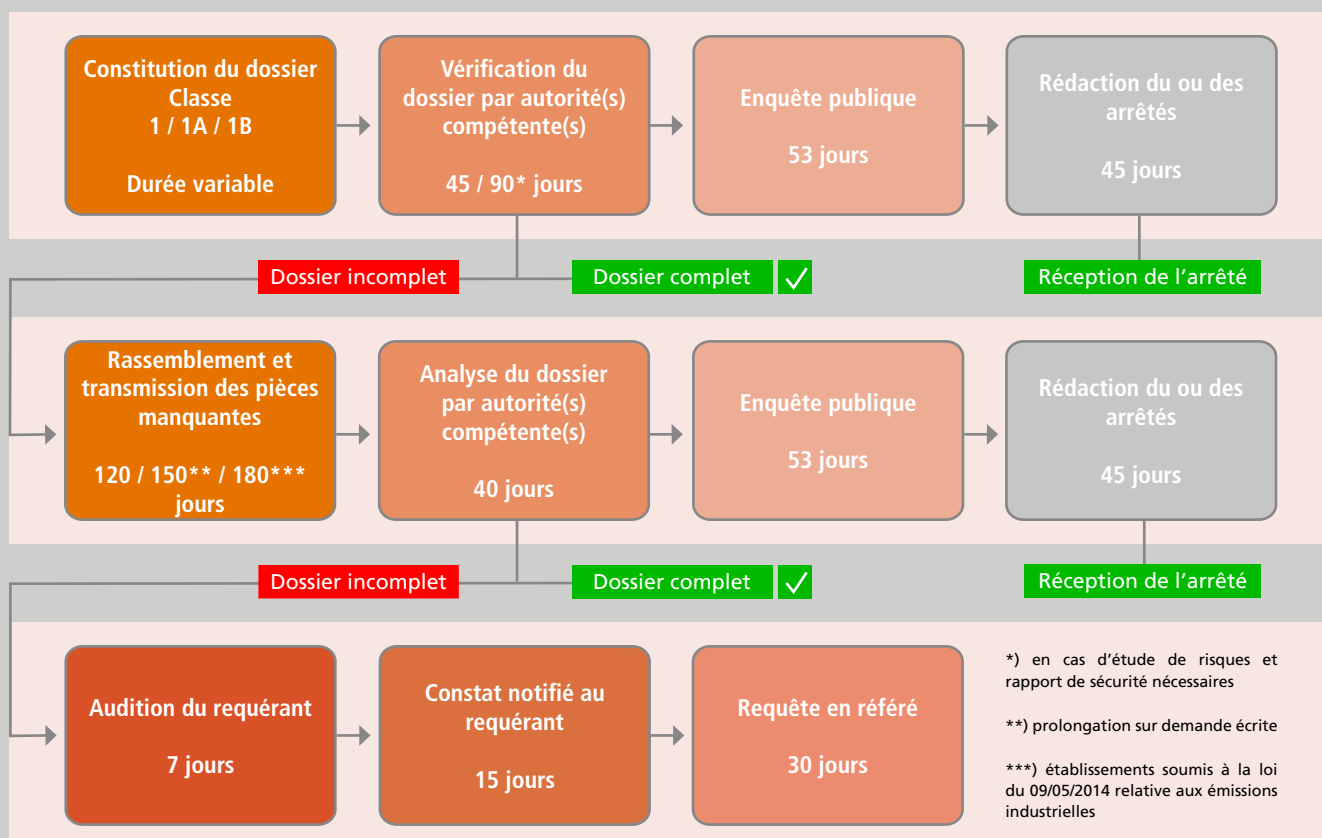 Constitution du dossier
Classe
1 / 1A / 1B
Durée variable
Vérification du
dossier par autorité(s)
compétente(s)
45 / 90* jours
Enquête publique
53 jours
Rédaction du ou des
arrêtés
45 jours
Dossier incomplet
Dossier complet
Réception de l'arrêté
Rassemblement et
transmission des pièces
manquantes
120 / 150** / 180***
jours
Analyse du dossier
par autorité(s)
compétente(s)
40 jours
Enquête publique
53 jours
Rédaction du ou des
arrêtés
45 jours
Dossier incomplet
Dossier complet
Réception de l'arrêté
Audition du requérant
7 jours
Constat notifié au
requérant
15 jours
Requête en référé
30 jours
*) en cas d'étude de risques et
rapport de sécurité nécessaires
**) prolongation sur demande écrite
***) établissements soumis à la loi
du 09/05/2014 relative aux émissions
industrielles